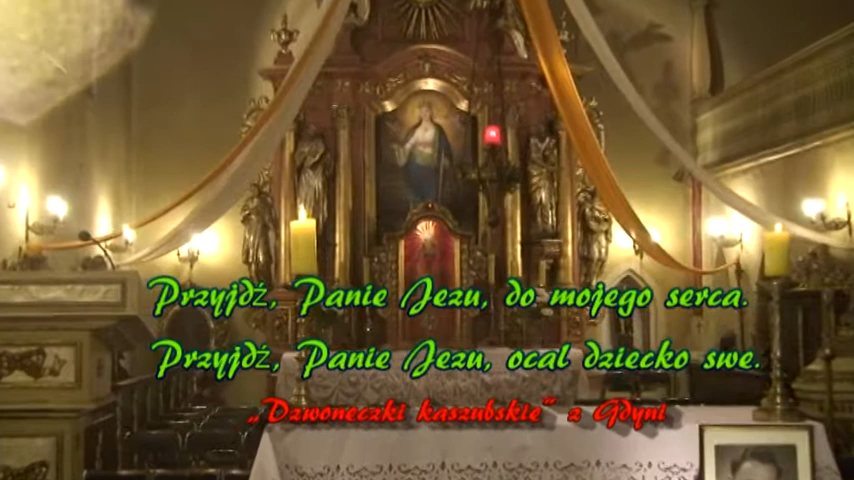 Przyjdź, Panie Jezu, do mojego serca.
Przyjdź, Panie Jezu, ocal dziecko swe.
„Dzwoneczki kaszubskie” z Gdyni